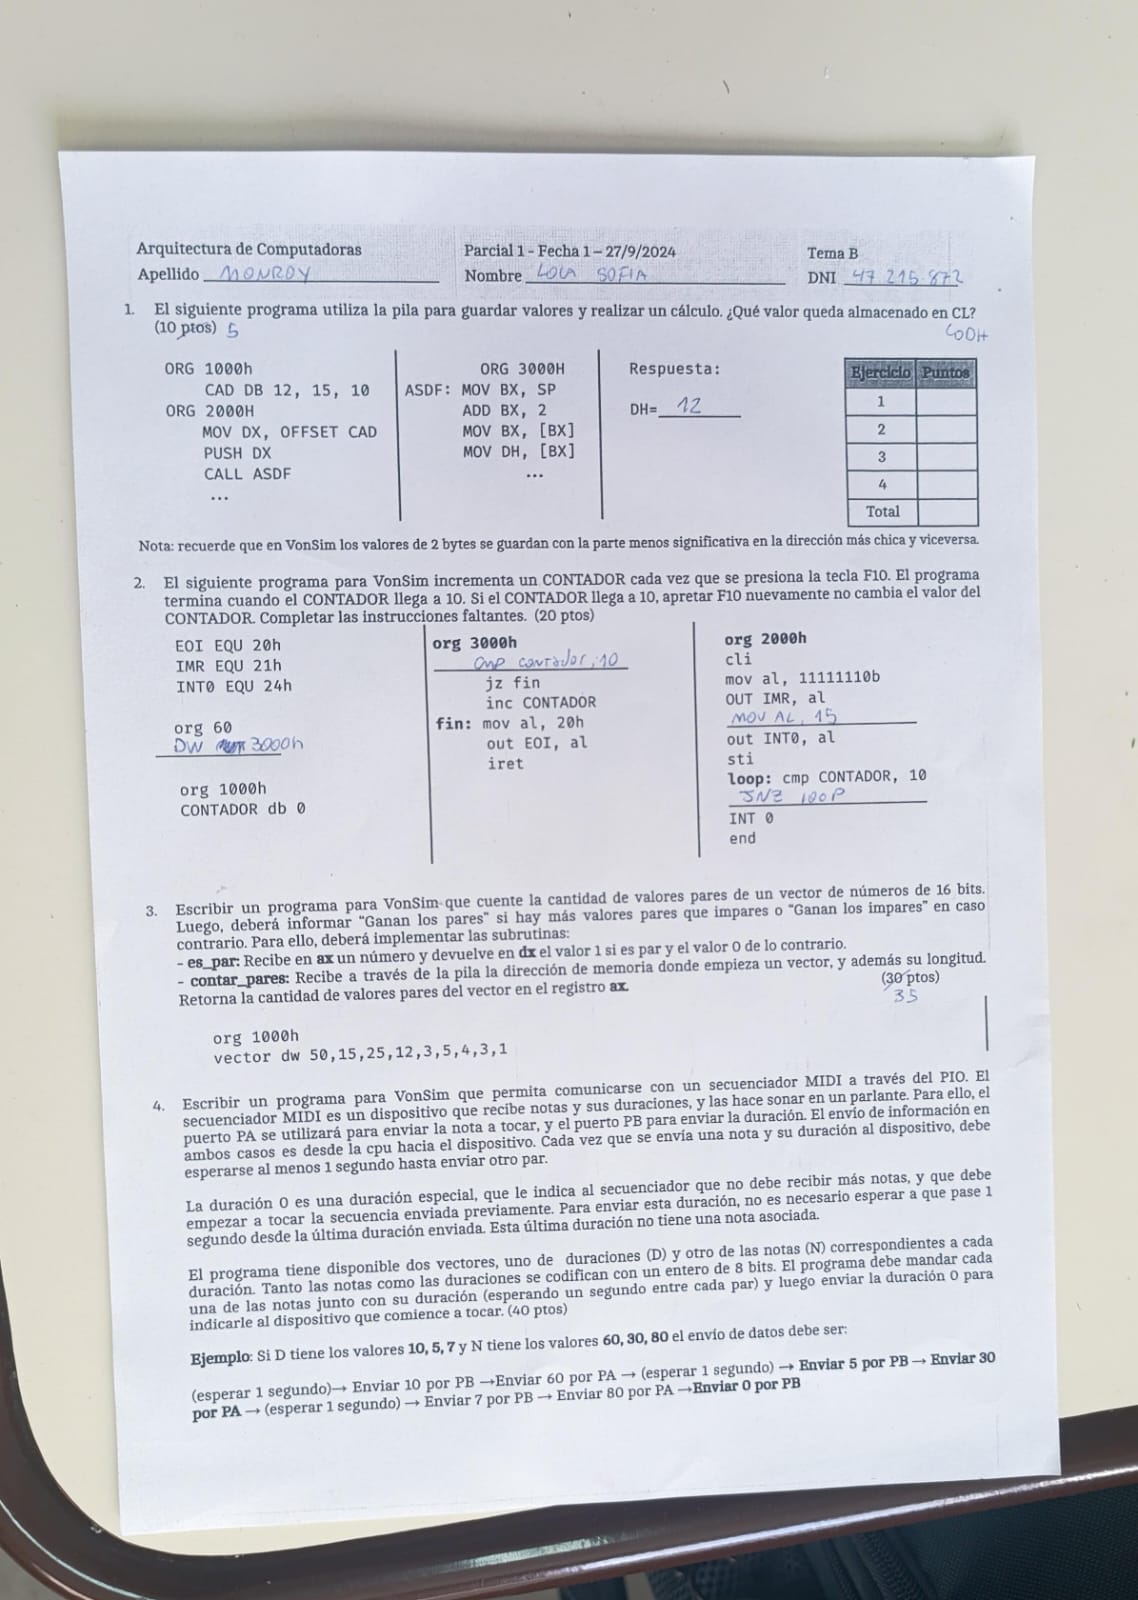 Arquitectura de Computadoras
Parcial 1 - Fecha 1 – 27/9/2024
Tema B
Apellido MONROY
Nombre LOLA SOFIA
DNI 47 215 872
1. El siguiente programa utiliza la pila para guardar valores y realizar un cálculo. ¿Qué valor queda almacenado en CL?
(10 ptos) 5
ORG 1000h
CAD DB 12, 15, 10
ORG 2000H
MOV DX, OFFSET CAD
PUSH DX
CALL ASDF
...
ORG 3000H
ASDF: MOV BX, SP
ADD BX, 2
MOV BX, [BX]
MOV DH, [BX]
...
Respuesta:
DH= 12
Ejercicio Puntos
1
2
3
4
Total
Nota: recuerde que en VonSim los valores de 2 bytes se guardan con la parte menos significativa en la dirección más chica y viceversa.
2. El siguiente programa para VonSim incrementa un CONTADOR cada vez que se presiona la tecla F10. El programa
termina cuando el CONTADOR llega a 10. Si el CONTADOR llega a 10, apretar F10 nuevamente no cambia el valor del
CONTADOR. Completar las instrucciones faltantes. (20 ptos)
EOI EQU 20h
IMR EQU 21h
INT0 EQU 24h
org 60
DW 3000h
org 1000h
CONTADOR db 0
org 3000h
cmp contador, 10
jz fin
inc CONTADOR
fin: mov al, 20h
out EOI, al
iret
org 2000h
cli
mov al, 11111110b
OUT IMR, al
MOV AL, 15
out INT0, al
sti
loop: cmp CONTADOR, 10
JNZ loop
INT 0
end
3. Escribir un programa para VonSim que cuente la cantidad de valores pares de un vector de números de 16 bits.
Luego, deberá informar “Ganan los pares” si hay más valores pares que impares o “Ganan los impares” en caso
contrario. Para ello, deberá implementar las subrutinas:
- es_par: Recibe en ax un número y devuelve en dx el valor 1 si es par y el valor 0 de lo contrario.
- contar_pares: Recibe a través de la pila la dirección de memoria donde empieza un vector, y además su longitud.
Retorna la cantidad de valores pares del vector en el registro ax.
(30 ptos)
35
org 1000h
vector dw 50,15,25,12,3,5,4,3,1
4. Escribir un programa para VonSim que permita comunicarse con un secuenciador MIDI a través del PIO. El
secuenciador MIDI es un dispositivo que recibe notas y sus duraciones, y las hace sonar en un parlante. Para ello, el
puerto PA se utilizará para enviar la nota a tocar, y el puerto PB para enviar la duración. El envío de información en
ambos casos es desde la cpu hacia el dispositivo. Cada vez que se envía una nota y su duración al dispositivo, debe
esperarse al menos 1 segundo hasta enviar otro par.
La duración 0 es una duración especial, que le indica al secuenciador que no debe recibir más notas, y que debe
empezar a tocar la secuencia enviada previamente. Para enviar esta duración, no es necesario esperar a que pase 1
segundo desde la última duración enviada. Esta última duración no tiene una nota asociada.
El programa tiene disponible dos vectores, uno de duraciones (D) y otro de las notas (N) correspondientes a cada
duración. Tanto las notas como las duraciones se codifican con un entero de 8 bits. El programa debe mandar cada
una de las notas junto con su duración (esperando un segundo entre cada par) y luego enviar la duración 0 para
indicarle al dispositivo que comience a tocar. (40 ptos)
Ejemplo: Si D tiene los valores 10, 5, 7 y N tiene los valores 60, 30, 80 el envío de datos debe ser:
(esperar 1 segundo)→ Enviar 10 por PB →Enviar 60 por PA → (esperar 1 segundo) → Enviar 5 por PB → Enviar 30
por PA → (esperar 1 segundo) → Enviar 7 por PB → Enviar 80 por PA →Enviar 0 por PB